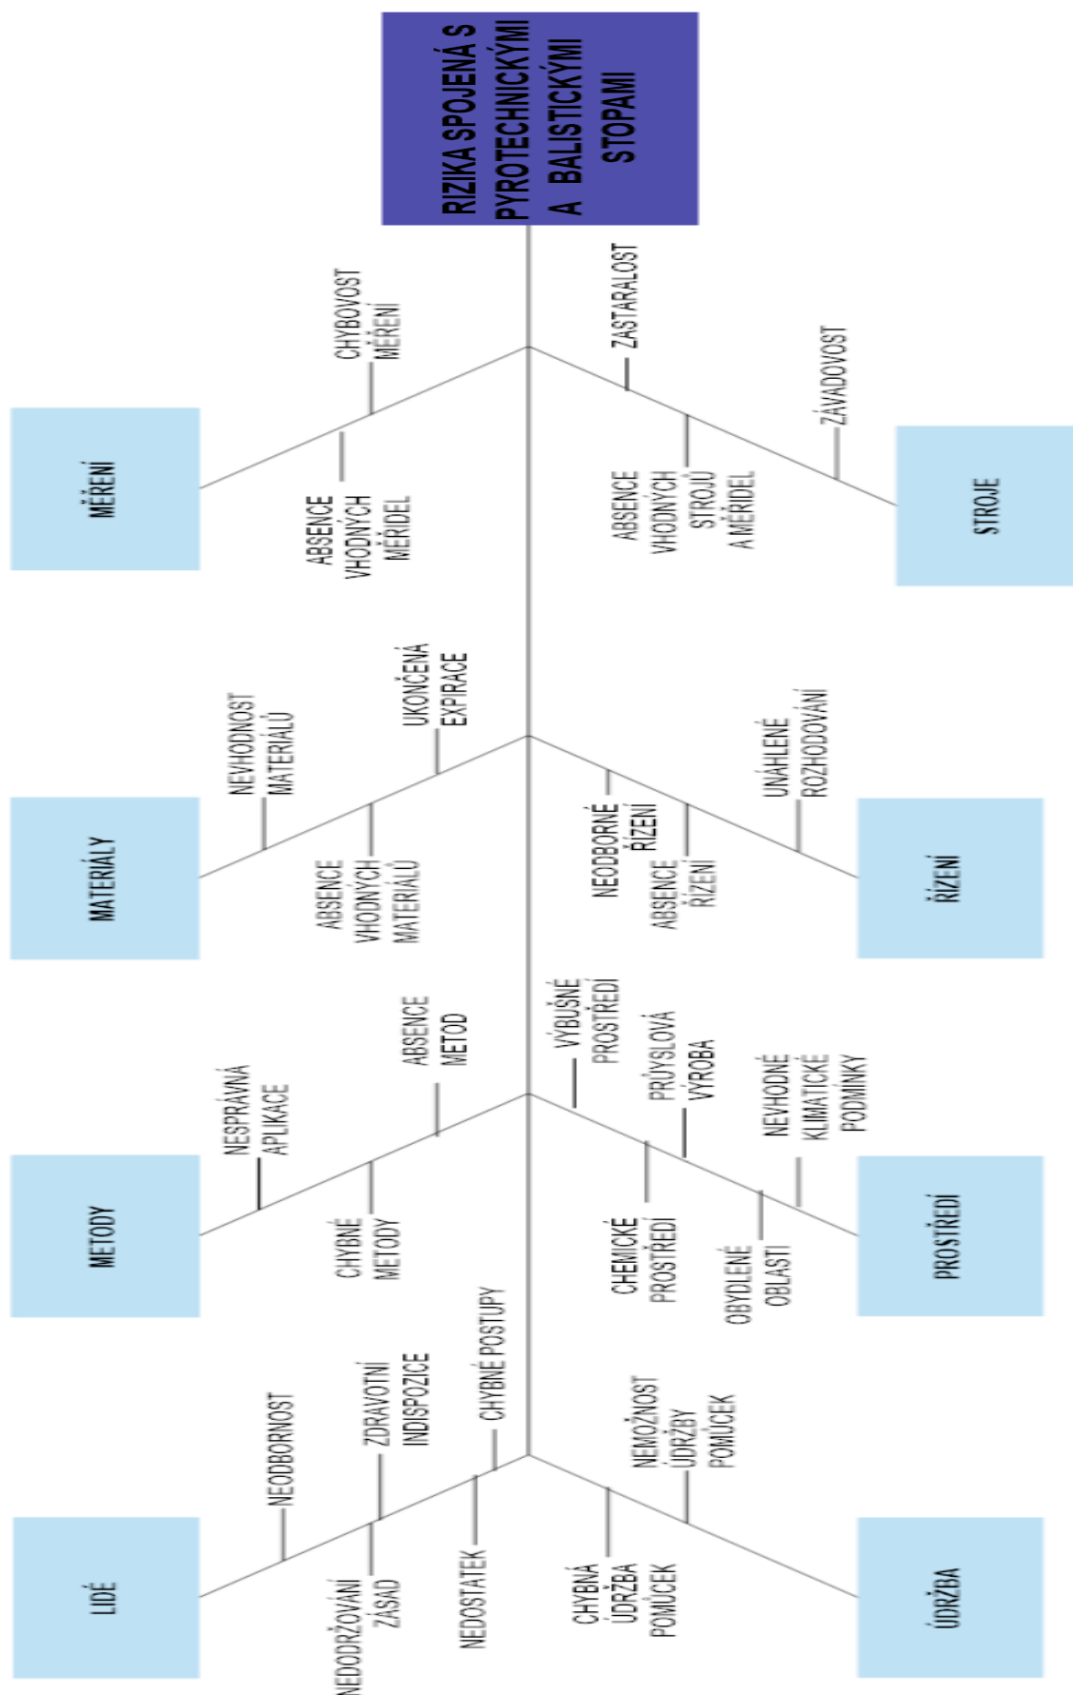 LIDÉ
METODY
MATERIÁLY
MĚŘENÍ
NEODBORNOST
NEDODRŽOVÁNÍ
ZÁSAD
ZDRAVOTNÍ
INDISPOZICE
NEDOSTATEK
CHYBNÉ POSTUPY
NESPRÁVNÁ
APLIKACE
CHYBNÉ
METODY
ABSENCE
METOD
NEVHODNOST
MATERIÁLŮ
ABSENCE
VHODNÝCH
MATERIÁLŮ
UKONČENÁ
EXPIRACE
ABSENCE
VHODNÝCH
MĚŘIDEL
CHYBOVOST
MĚŘENÍ
RIZIKA SPOJENÁ S
PYROTECHNICKÝMI
A BALISTICKÝMI
STOPAMI
CHYBNÁ
ÚDRŽBA
POMŮCEK
NEMOŽNOST
ÚDRŽBY
POMŮCEK
VÝBUŠNÉ
PROSTŘEDÍ
CHEMICKÉ
PROSTŘEDÍ
PRŮYSLOVÁ
VÝROBA
OBYDLENÉ
OBLASTI
NEVHODNÉ
KLIMATICKÉ
PODMÍNKY
NEODBORNÉ
ŘÍZENÍ
ABSENCE
ŘÍZENÍ
UNÁHLENÉ
ROZHODOVÁNÍ
ZASTARALOST
ABSENCE
VHODNÝCH
STROJŮ
A MĚŘIDEL
ZÁVADOVOST
ÚDRŽBA
PROSTŘEDÍ
ŘÍZENÍ
STROJE